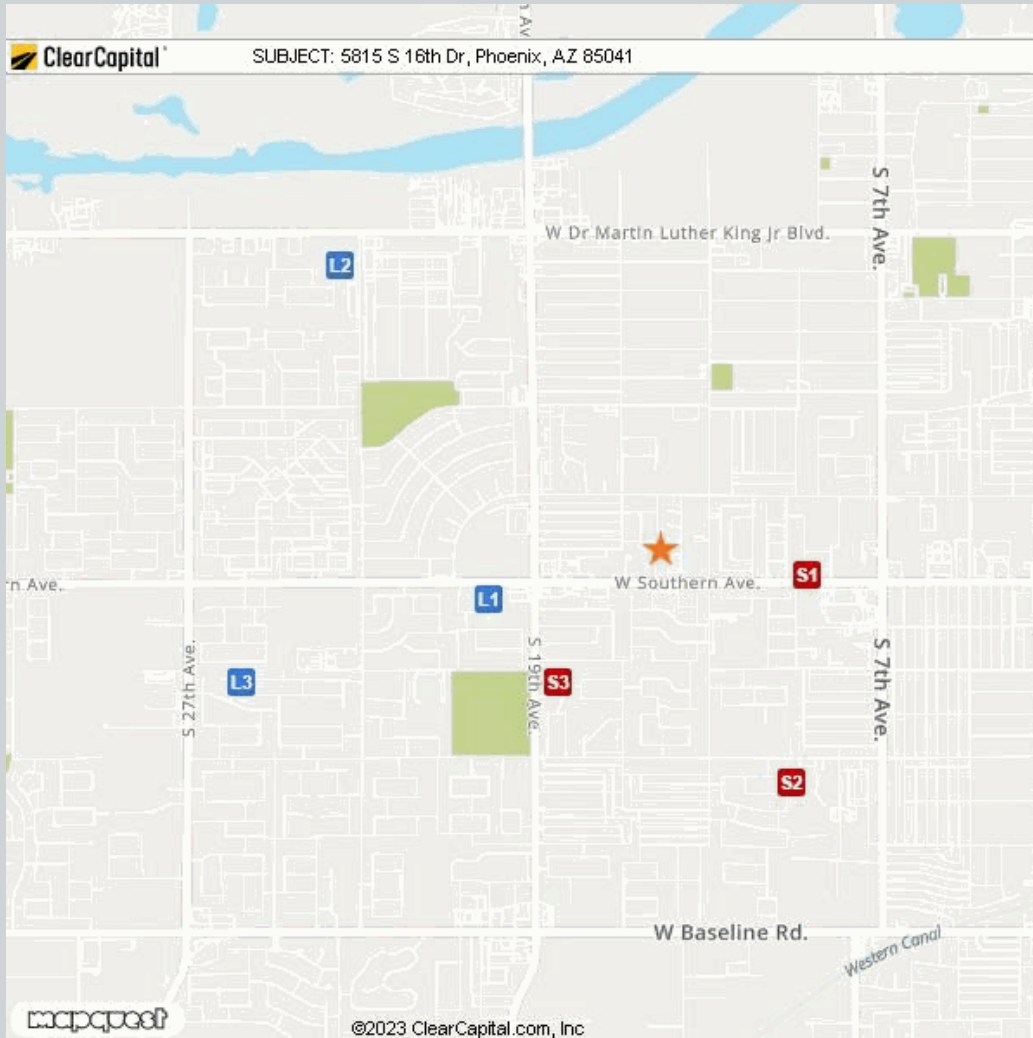 ClearCapital
SUBJECT: 5815 S 16th Dr, Phoenix, AZ 85041
S 7th Ave.
W Dr Martin Luther King Jr Blvd.
L2
W Southern Ave.
S1
n Ave.
L1
S 27th Ave.
L3
S 19th Ave.
S3
S 7th Ave.
S2
W Baseline Rd.
Western Canal
mapquest
©2023 ClearCapital.com, Inc